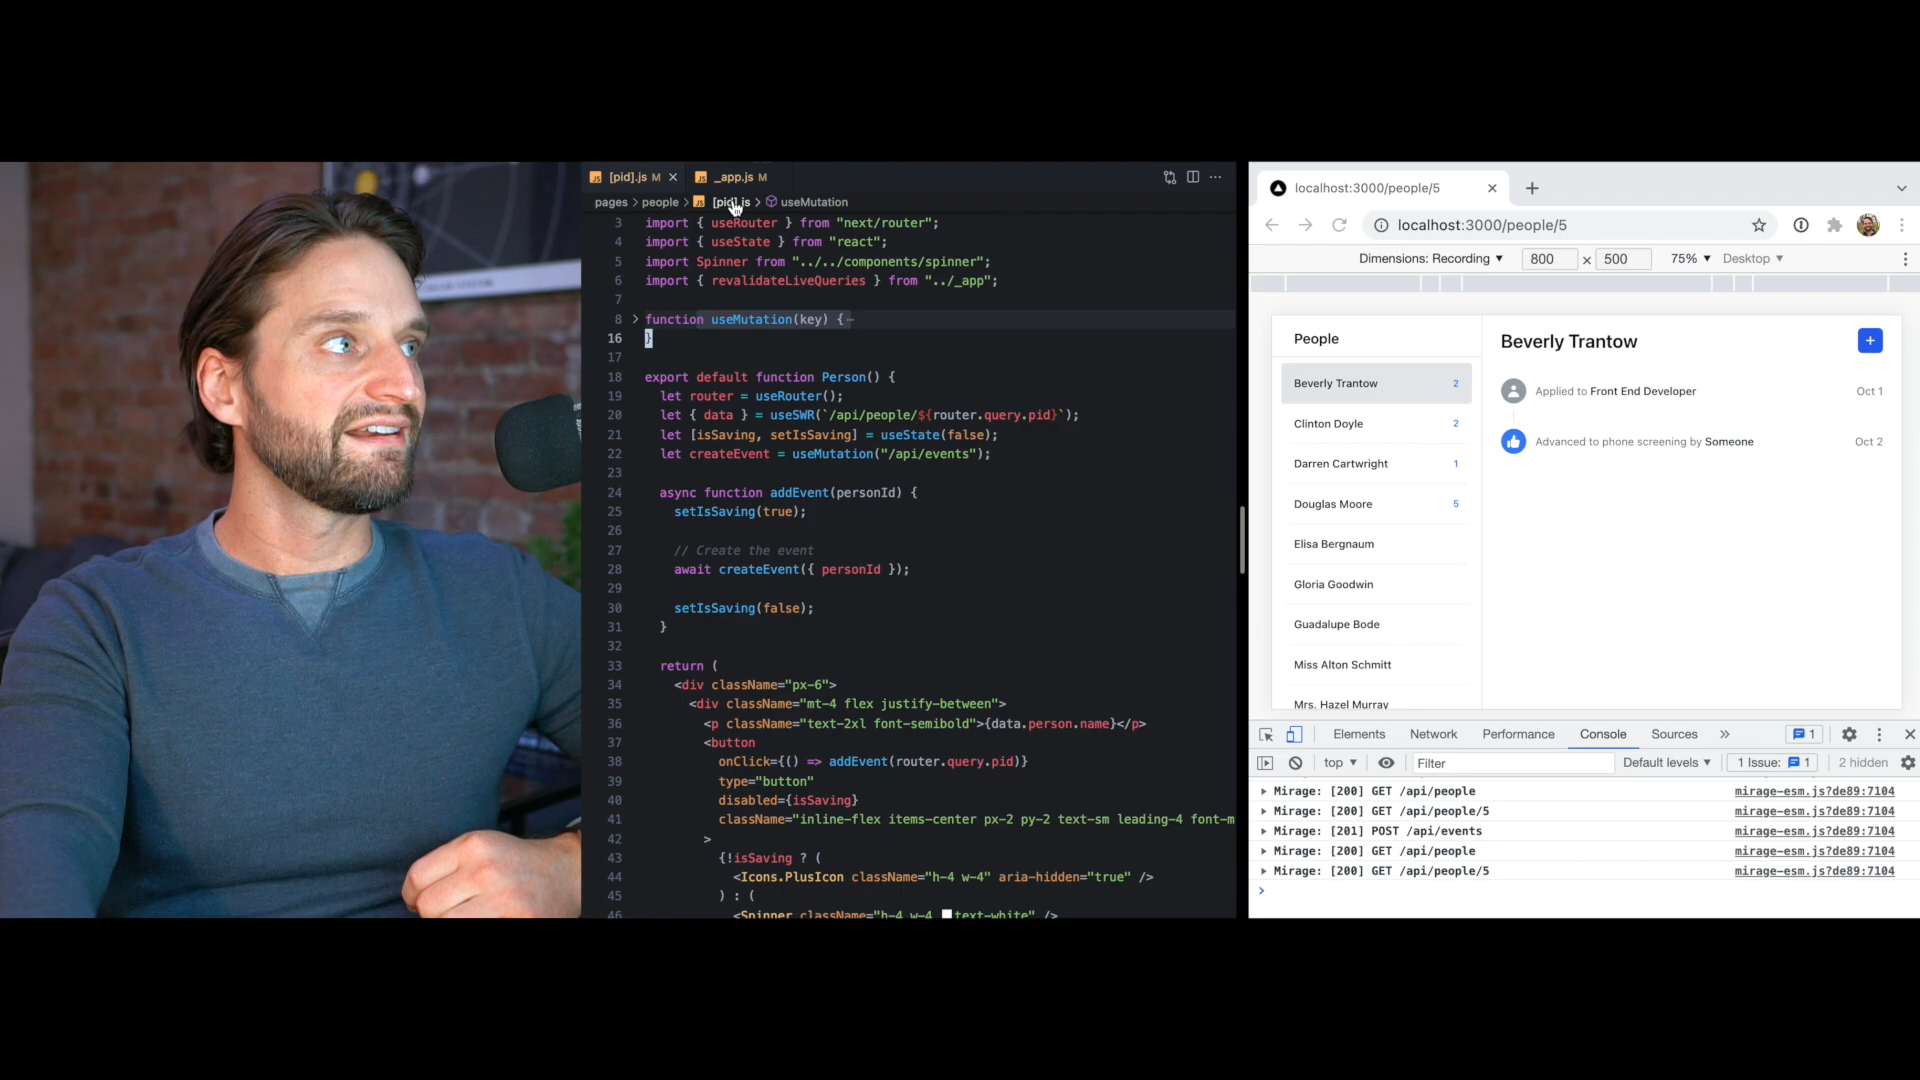 [pid].js M
_app.js M
pages > people > [pid].js > useMutation
3 import { useRouter } from "next/router";
4 import { useState } from "react";
5 import Spinner from "../../components/spinner";
6 import { revalidateLiveQueries } from "../_app";
7
8 function useMutation(key) {
16 }
17
18 export default function Person() {
19 let router = useRouter();
20 let { data } = useSWR(`/api/people/${router.query.pid}`);
21 let [isSaving, setIsSaving] = useState(false);
22 let createEvent = useMutation("/api/events");
23
24 async function addEvent(personId) {
25 setIsSaving(true);
26
27 // Create the event
28 await createEvent({ personId });
29
30 setIsSaving(false);
31 }
32
33 return (
34 <div className="px-6">
35 <div className="mt-4 flex justify-between">
36 <p className="text-2xl font-semibold">{data.person.name}</p>
37 <button
38 onClick={() => addEvent(router.query.pid)}
39 type="button"
40 disabled={isSaving}
41 className="inline-flex items-center px-2 py-2 text-sm leading-4 font-m
42 >
43 {!isSaving ? (
44 <Icons.PlusIcon className="h-4 w-4" aria-hidden="true" />
45 ) : (
46 <Spinner className="h-4 w-4 text-white" />
localhost:3000/people/5
localhost:3000/people/5
Dimensions: Recording 800 × 500 75% Desktop
People
Beverly Trantow 2
Clinton Doyle 2
Darren Cartwright 1
Douglas Moore 5
Elisa Bergnaum
Gloria Goodwin
Guadalupe Bode
Miss Alton Schmitt
Mrs. Hazel Murray
Beverly Trantow
+
Applied to Front End Developer Oct 1
Advanced to phone screening by Someone Oct 2
Elements Network Performance Console Sources » 1
top Filter Default levels 1 Issue: 1 2 hidden
Mirage: [200] GET /api/people mirage-esm.js?de89:7104
Mirage: [200] GET /api/people/5 mirage-esm.js?de89:7104
Mirage: [201] POST /api/events mirage-esm.js?de89:7104
Mirage: [200] GET /api/people mirage-esm.js?de89:7104
Mirage: [200] GET /api/people/5 mirage-esm.js?de89:7104